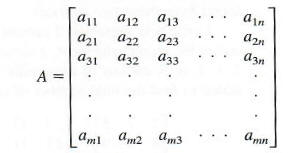 a11 a12 a13 · · · a1n
a21 a22 a23 · · · a2n
A = a31 a32 a33 · · · a3n
· · · ·
· · · ·
· · · ·
am1 am2 am3 · · · amn